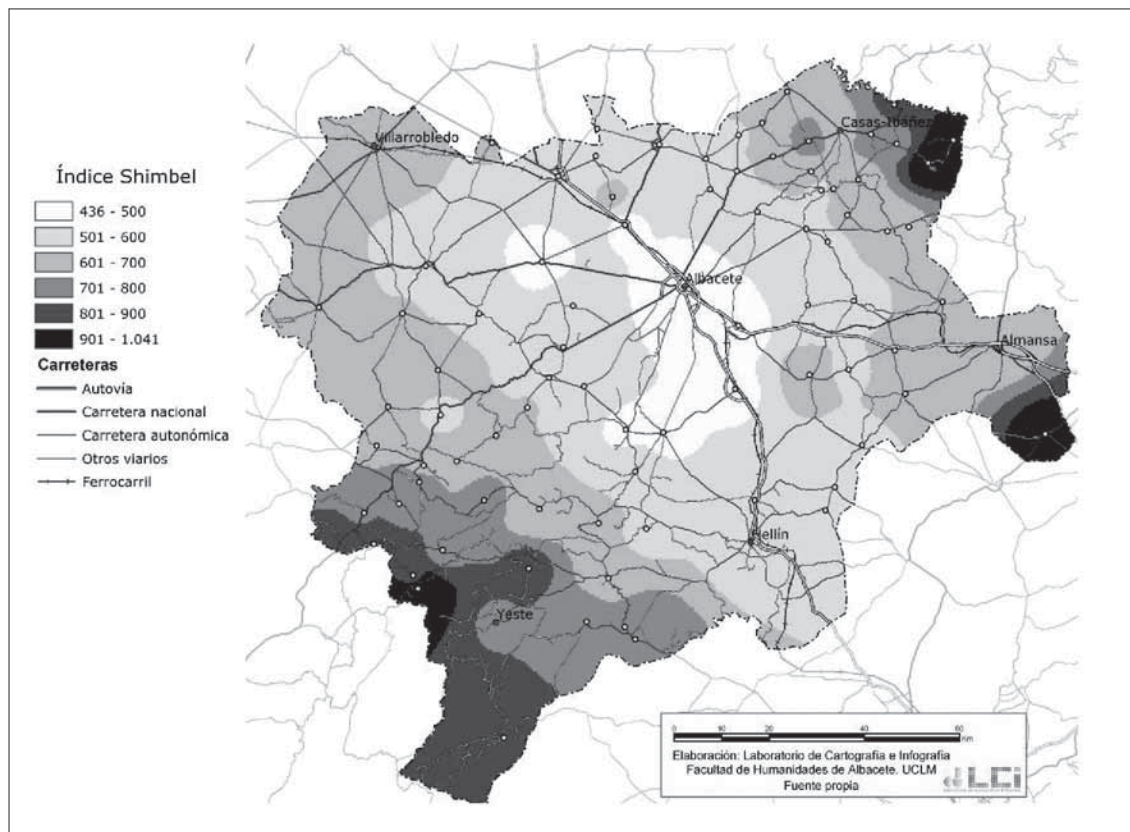 Índice Shimbel
436 - 500
501 - 600
601 - 700
701 - 800
801 - 900
901 - 1.041
Carreteras
Autovía
Carretera nacional
Carretera autonómica
Otros viarios
Ferrocarril
Villarrobledo
Casas-Ibáñez
Albacete
Almansa
Hellín
Yeste
0 10 20 40 60
Km
Elaboración: Laboratorio de Cartografía e Infografía
Facultad de Humanidades de Albacete. UCLM
Fuente propia
LCi